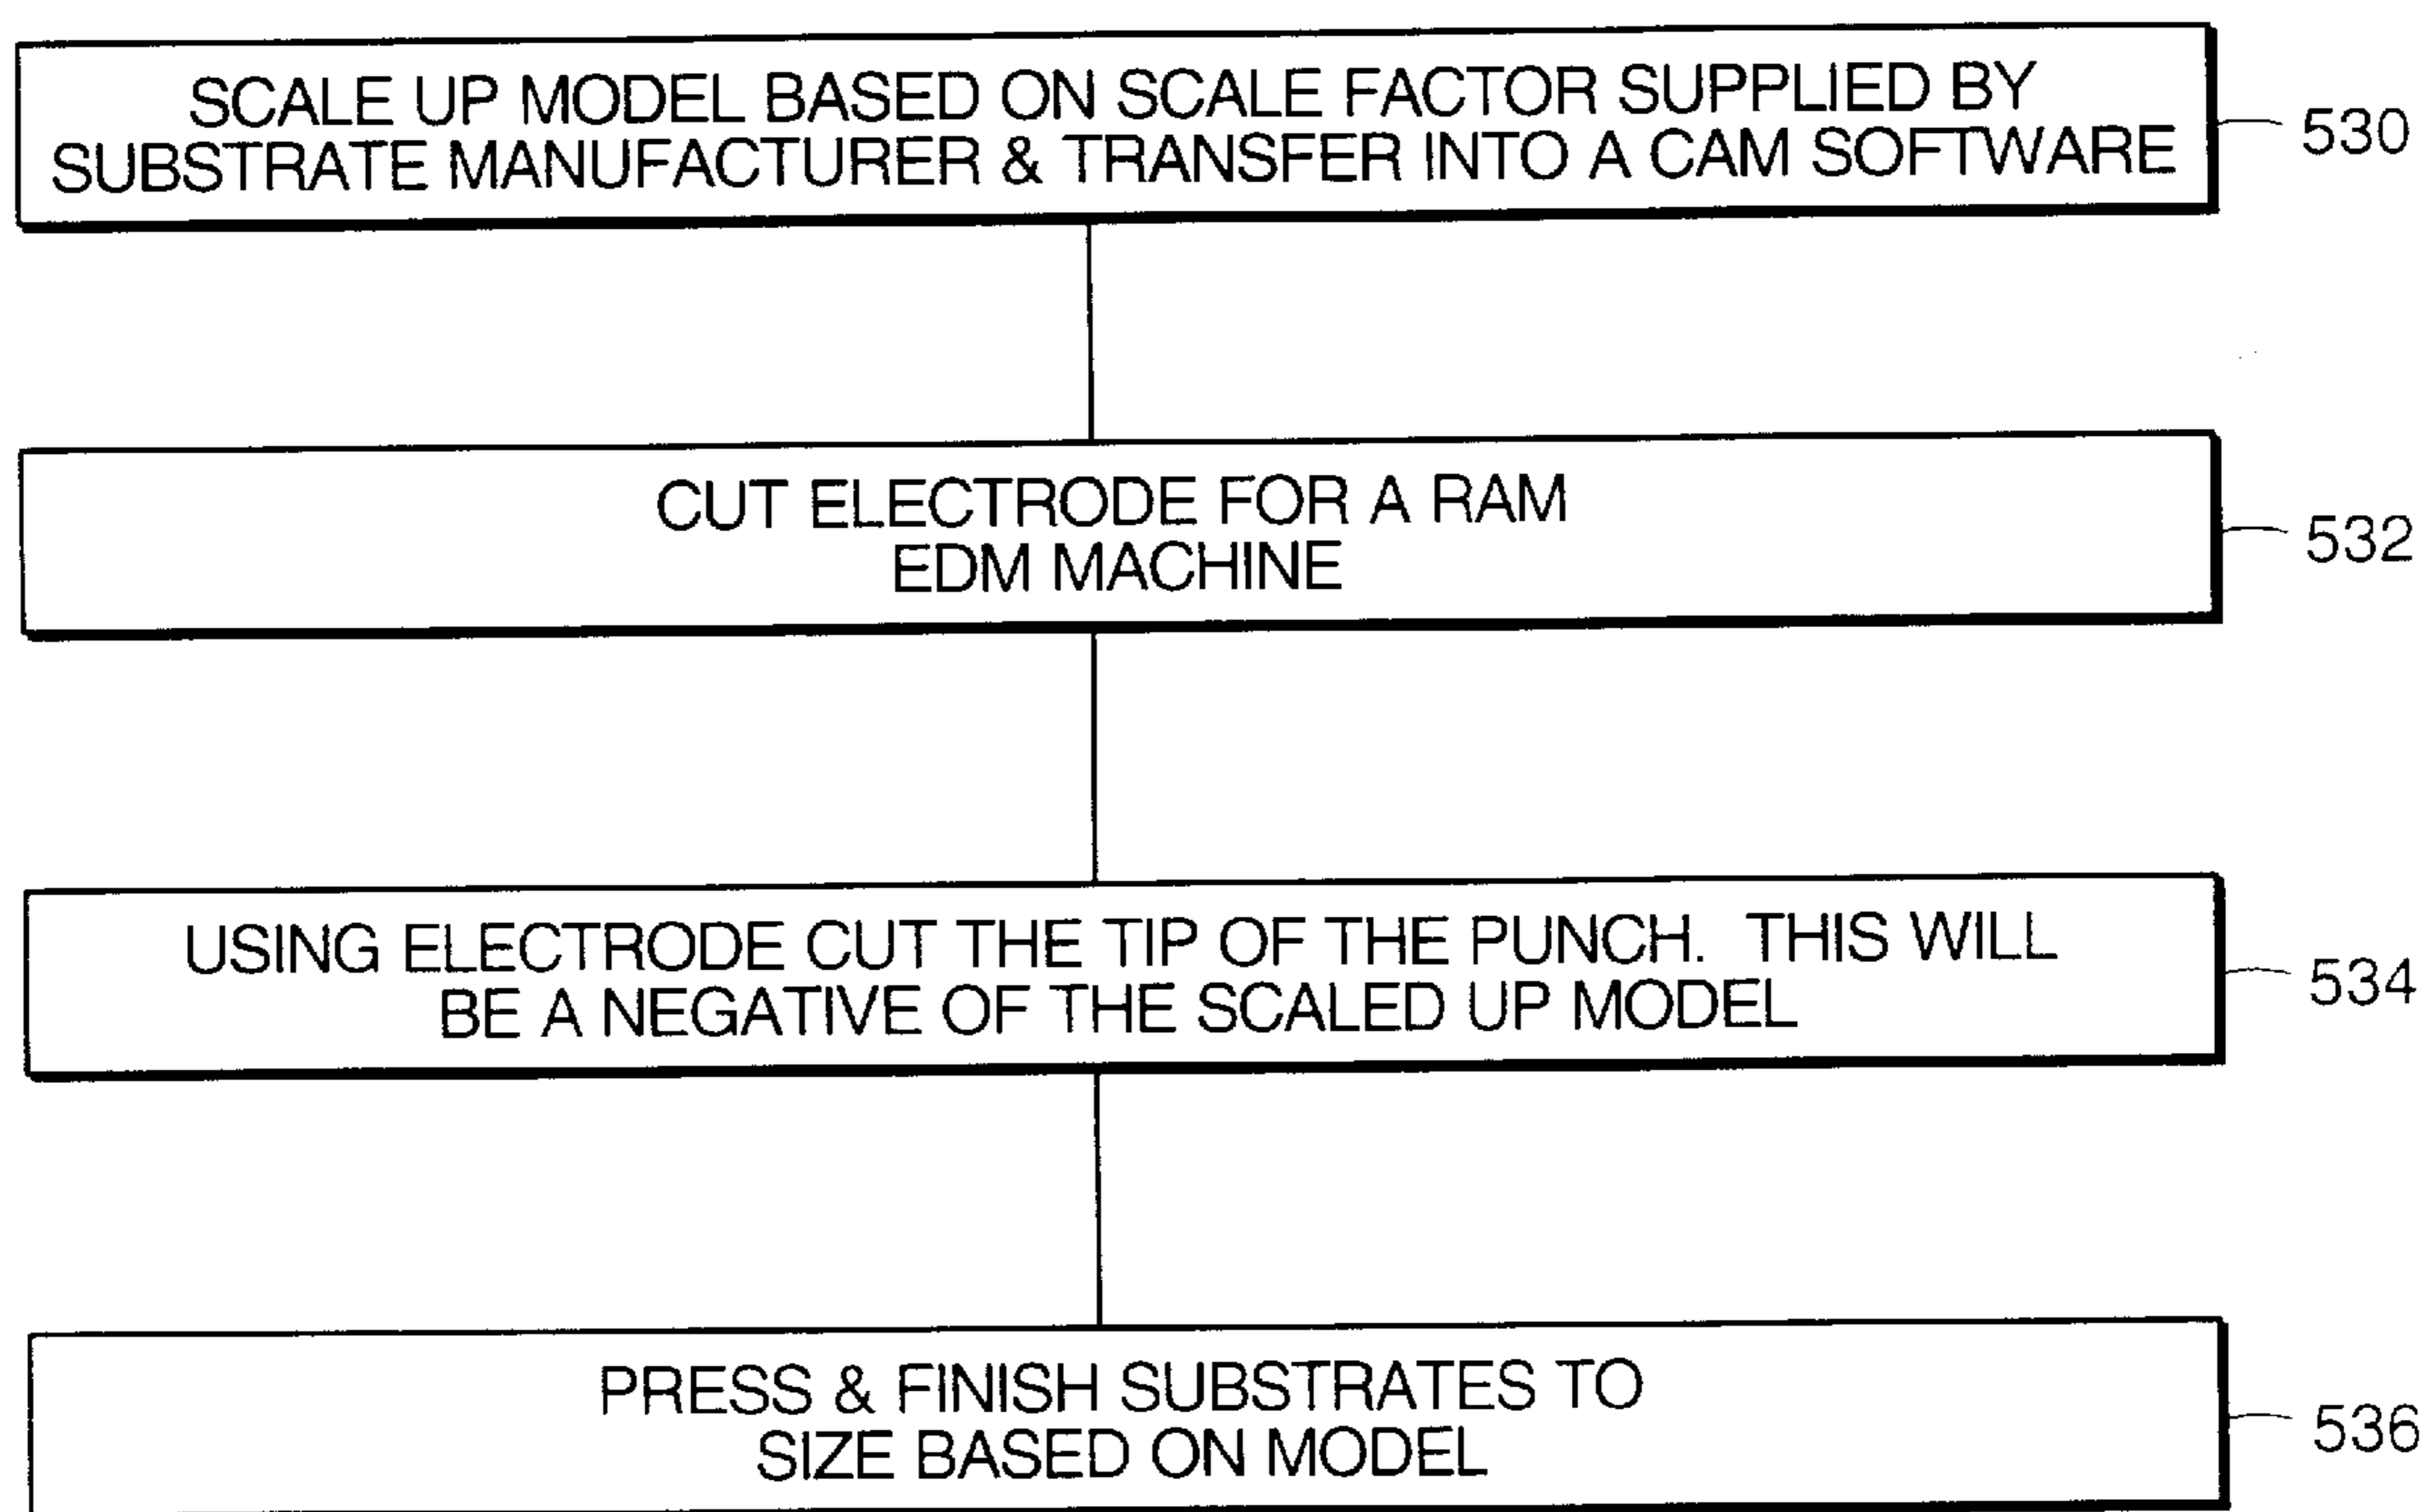 SCALE UP MODEL BASED ON SCALE FACTOR SUPPLIED BY
SUBSTRATE MANUFACTURER & TRANSFER INTO A CAM SOFTWARE
530
CUT ELECTRODE FOR A RAM
EDM MACHINE
532
USING ELECTRODE CUT THE TIP OF THE PUNCH. THIS WILL
BE A NEGATIVE OF THE SCALED UP MODEL
534
PRESS & FINISH SUBSTRATES TO
SIZE BASED ON MODEL
536